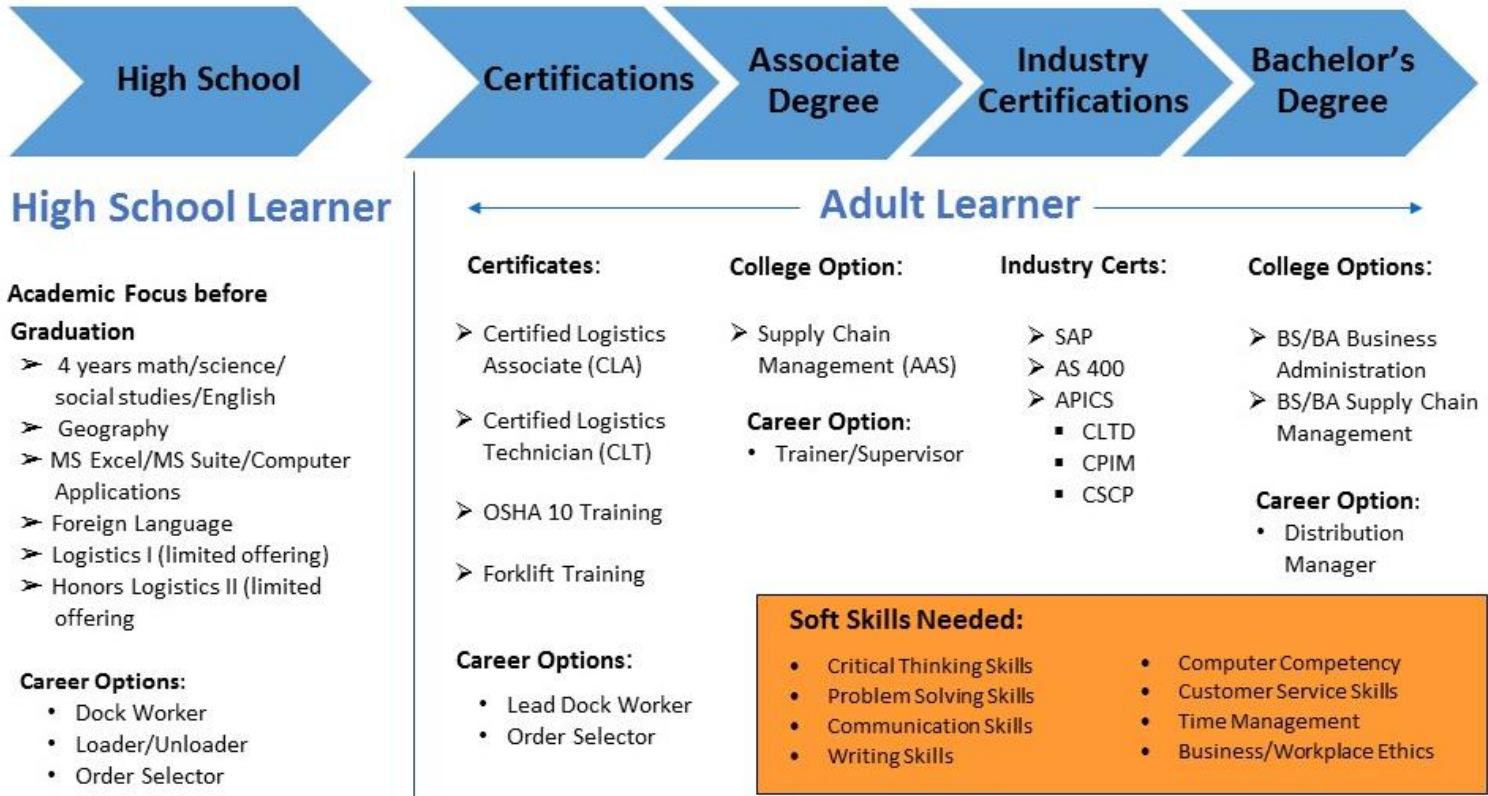 High School
Certifications
Associate
Degree
Industry
Certifications
Bachelor's
Degree
High School Learner
Adult Learner
Academic Focus before
Graduation
➤ 4 years math/science/
social studies/English
➤ Geography
➤ MS Excel/MS Suite/Computer
Applications
➤ Foreign Language
➤ Logistics I (limited offering)
➤ Honors Logistics II (limited
offering
Career Options:
• Dock Worker
• Loader/Unloader
• Order Selector
Certificates:
➤ Certified Logistics
Associate (CLA)
➤ Certified Logistics
Technician (CLT)
➤ OSHA 10 Training
➤ Forklift Training
Career Options:
• Lead Dock Worker
• Order Selector
College Option:
➤ Supply Chain
Management (AAS)
Career Option:
• Trainer/Supervisor
Industry Certs:
➤ SAP
➤ AS 400
➤ APICS
▪ CLTD
▪ CPIM
▪ CSCP
College Options:
➤ BS/BA Business
Administration
➤ BS/BA Supply Chain
Management
Career Option:
• Distribution
Manager
Soft Skills Needed:
• Critical Thinking Skills
• Problem Solving Skills
• Communication Skills
• Writing Skills
• Computer Competency
• Customer Service Skills
• Time Management
• Business/Workplace Ethics